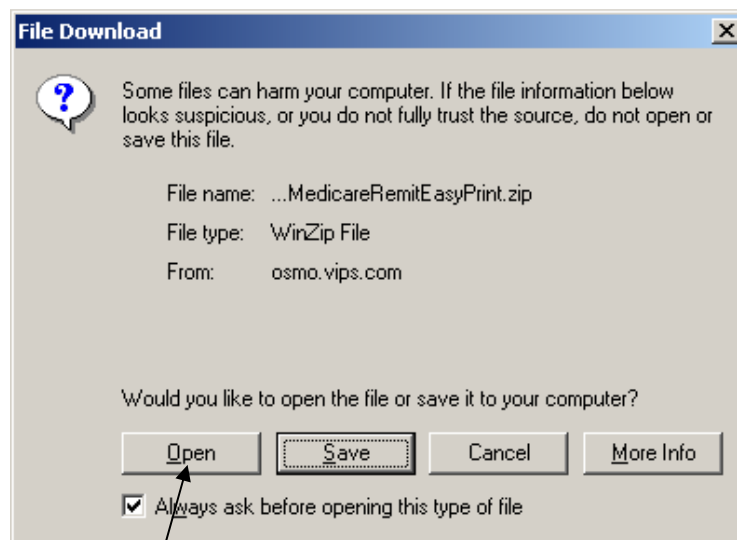 File Download
Some files can harm your computer. If the file information below
looks suspicious, or you do not fully trust the source, do not open or
save this file.
File name: ...MedicareRemitEasyPrint.zip
File type: WinZip File
From: osmo.vips.com
Would you like to open the file or save it to your computer?
Open Save Cancel More Info
Always ask before opening this type of file